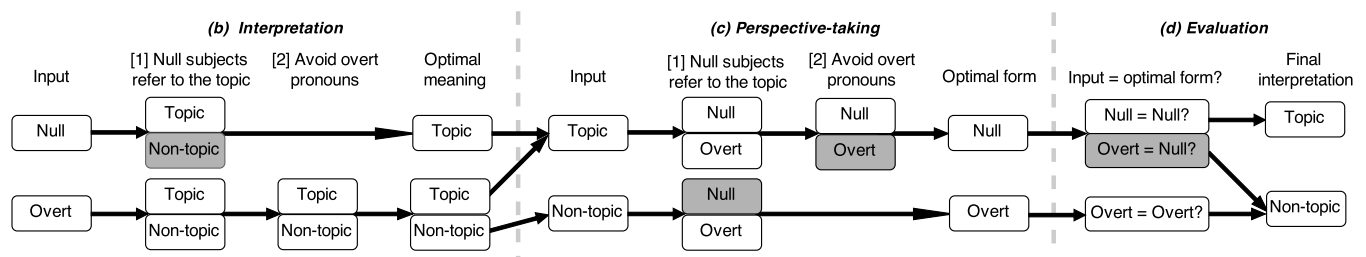 (b) Interpretation
(c) Perspective-taking
(d) Evaluation
Input
[1] Null subjects
refer to the topic
[2] Avoid overt
pronouns
Optimal
meaning
Input
[1] Null subjects
refer to the topic
[2] Avoid overt
pronouns
Optimal form
Input = optimal form?
Final
interpretation
Null
Topic
Non-topic
Topic
Topic
Null
Overt
Null
Overt
Null
Null = Null?
Overt = Null?
Topic
Overt
Topic
Non-topic
Topic
Non-topic
Topic
Non-topic
Non-topic
Null
Overt
Overt
Overt = Overt?
Non-topic